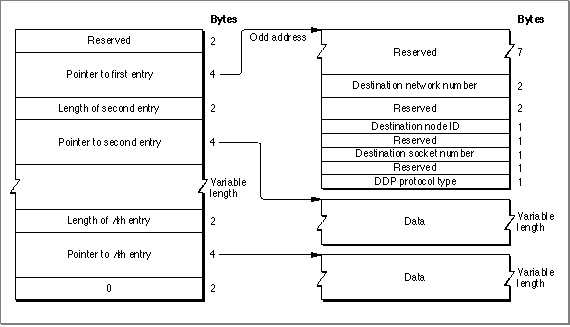 Bytes
Reserved 2
Pointer to first entry 4
Length of second entry 2
Pointer to second entry 4
Variable
length
Length of nth entry 2
Pointer to nth entry 4
0 2
Bytes
Odd address
Reserved 7
Destination network number 2
Reserved 2
Destination node ID 1
Reserved 1
Destination socket number 1
Reserved 1
DDP protocol type 1
Data Variable
length
Data Variable
length